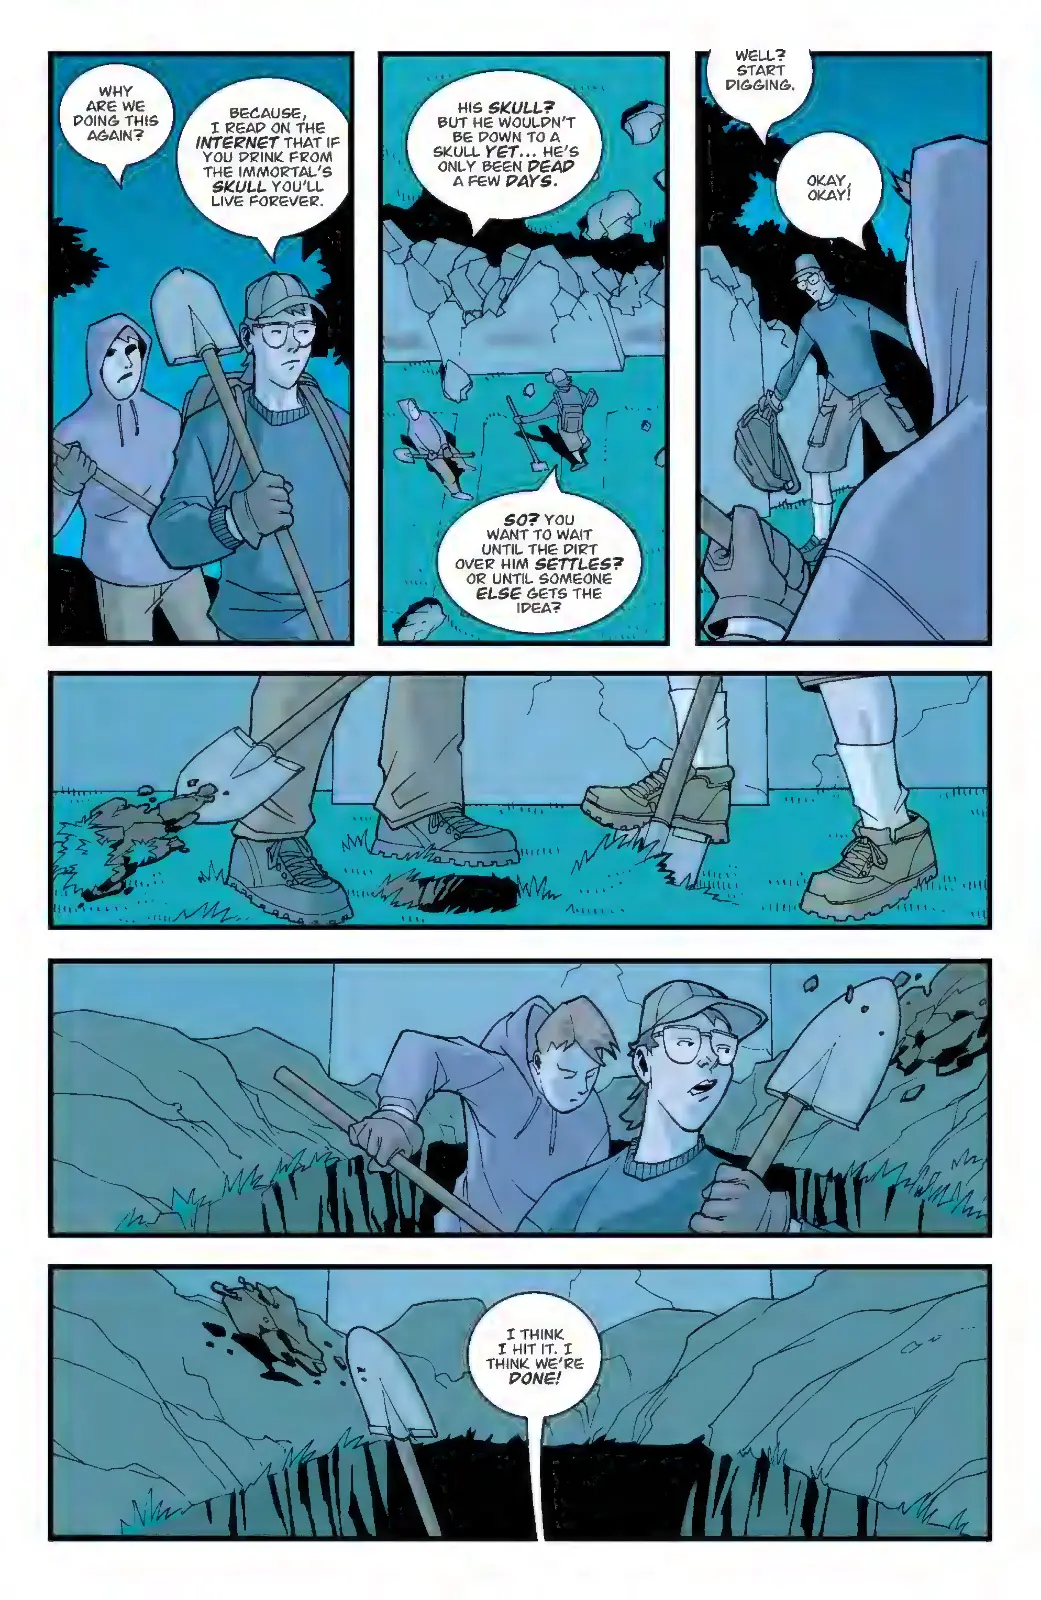 WHY
ARE WE
DOING THIS
AGAIN?
BECAUSE,
I READ ON THE
INTERNET THAT IF
YOU DRINK FROM
THE IMMORTAL'S
SKULL YOU'LL
LIVE FOREVER.
HIS SKULL?
BUT HE WOULDN'T
BE DOWN TO A
SKULL YET... HE'S
ONLY BEEN DEAD
A FEW DAYS.
SO? YOU
WANT TO WAIT
UNTIL THE DIRT
OVER HIM SETTLES?
OR UNTIL SOMEONE
ELSE GETS THE
IDEA?
WELL?
START
DIGGING.
OKAY,
OKAY!
I THINK
I HIT IT. I
THINK WE'RE
DONE!